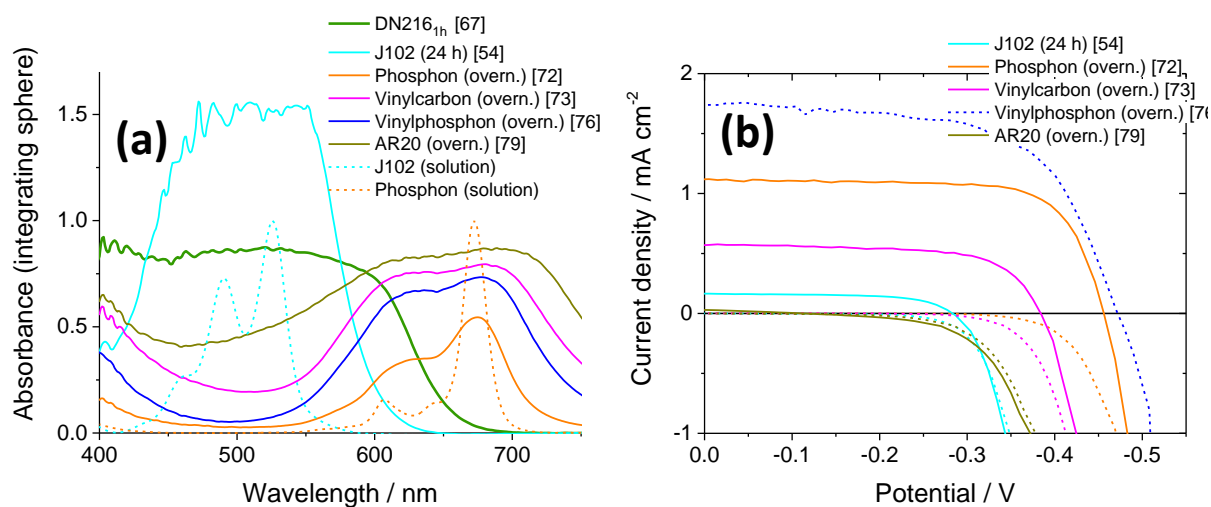 DN216₁ₕ [67]
J102 (24 h) [54]
Phosphon (overn.) [72]
Vinylcarbon (overn.) [73]
Vinylphosphon (overn.) [76]
AR20 (overn.) [79]
J102 (solution)
Phosphon (solution)
(a)
Absorbance (integrating sphere)
1.5
1.0
0.5
0.0
400 500 600 700
Wavelength / nm
J102 (24 h) [54]
Phosphon (overn.) [72]
Vinylcarbon (overn.) [73]
Vinylphosphon (overn.) [76
AR20 (overn.) [79]
(b)
Current density / mA cm⁻²
2
1
0
-1
0.0 -0.1 -0.2 -0.3 -0.4 -0.5
Potential / V